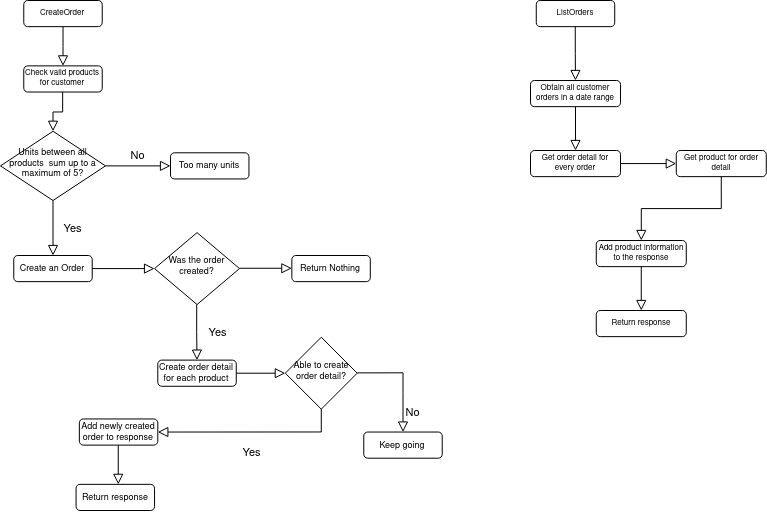 CreateOrder
Check valid products
for customer
Units between all
products sum up to a
maximum of 5?
No
Too many units
Yes
Create an Order
Was the order
created?
Return Nothing
Yes
Create order detail
for each product
Able to create
order detail?
No
Keep going
Yes
Add newly created
order to response
Return response
ListOrders
Obtain all customer
orders in a date range
Get order detail for
every order
Get product for order
detail
Add product information
to the response
Return response